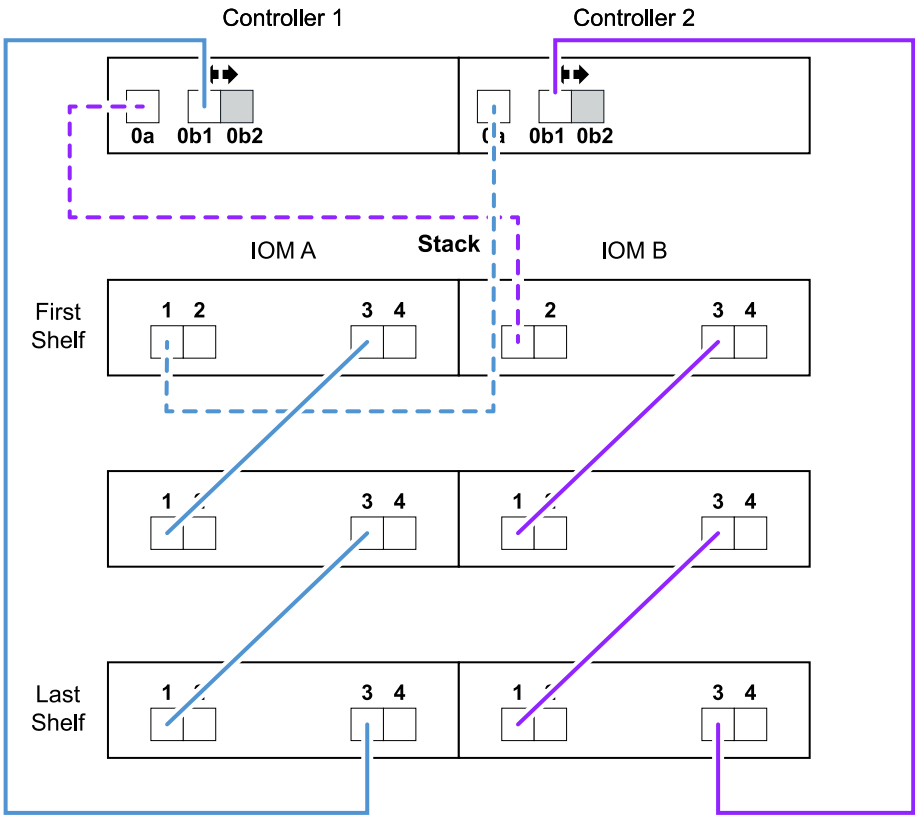 Controller 1 Controller 2
0a 0b1 0b2 0b1 0b2
Stack
IOM A IOM B
First
Shelf
1 2 3 4 2 3 4
1 3 4 1 3 4
Last
Shelf
1 3 4 1 3 4